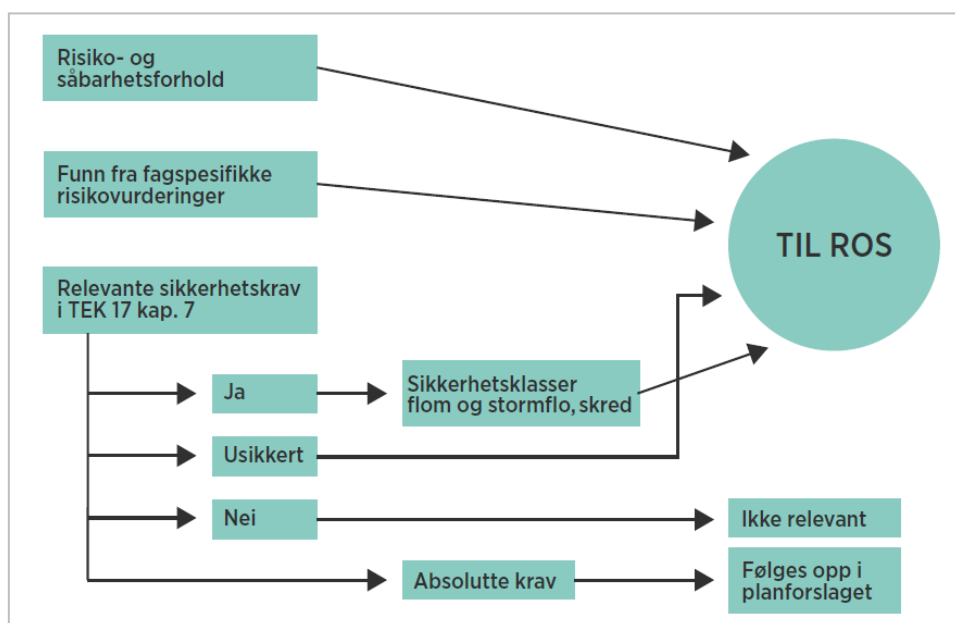 Risiko- og
såbarhetsforhold
Funn fra fagspesifikke
risikovurderinger
TIL ROS
Relevante sikkerhetskrav
i TEK 17 kap. 7
Ja
Sikkerhetsklasser
flom og stormflo, skred
Usikkert
Nei
Ikke relevant
Absolutte krav
Følges opp i
planforslaget